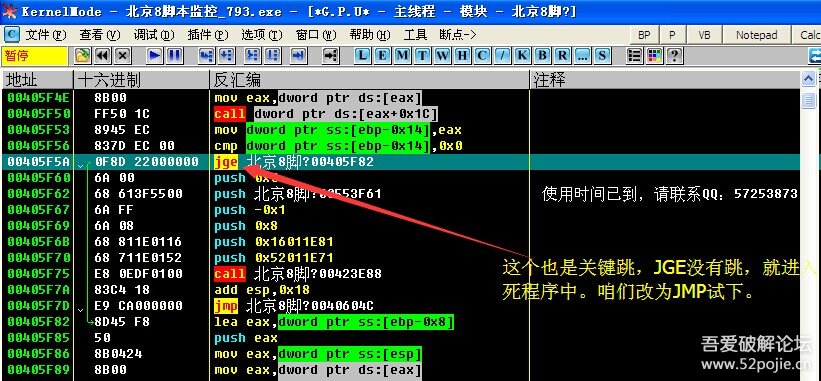 KernelMode - 北京8脚本监控_793.exe - [*G.P.U* - 主线程 - 模块 - 北京8脚?]
C 文件(F) 查看(V) 调试(D) 插件(P) 选项(T) 窗口(W) 帮助(H) 工具 断点-> BP P VB Notepad Calc
暂停 L E M T W H C / K B R ... S
地址 十六进制 反汇编 注释
00405F4E 8B00 mov eax,dword ptr ds:[eax]
00405F50 FF50 1C call dword ptr ds:[eax+0x1C]
00405F53 8945 EC mov dword ptr ss:[ebp-0x14],eax
00405F56 837D EC 00 cmp dword ptr ss:[ebp-0x14],0x0
00405F5A 0F8D 22000000 jge 北京8脚?00405F82
00405F60 6A 00 push 0x0
00405F62 68 613F5500 push 北京8脚?00553F61 使用时间已到，请联系QQ：57253873
00405F67 6A FF push -0x1
00405F69 6A 08 push 0x8
00405F6B 68 811E0116 push 0x16011E81
00405F70 68 711E0152 push 0x52011E71
00405F75 E8 0EDF0100 call 北京8脚?00423E88
00405F7A 83C4 18 add esp,0x18
00405F7D E9 CA000000 jmp 北京8脚?0040604C
00405F82 8D45 F8 lea eax,dword ptr ss:[ebp-0x8]
00405F85 50 push eax
00405F86 8B0424 mov eax,dword ptr ss:[esp]
00405F89 8B00 mov eax,dword ptr ds:[eax]
这个也是关键跳，JGE没有跳，就进入
死程序中。咱们改为JMP试下。
吾爱破解论坛
www.52pojie.cn